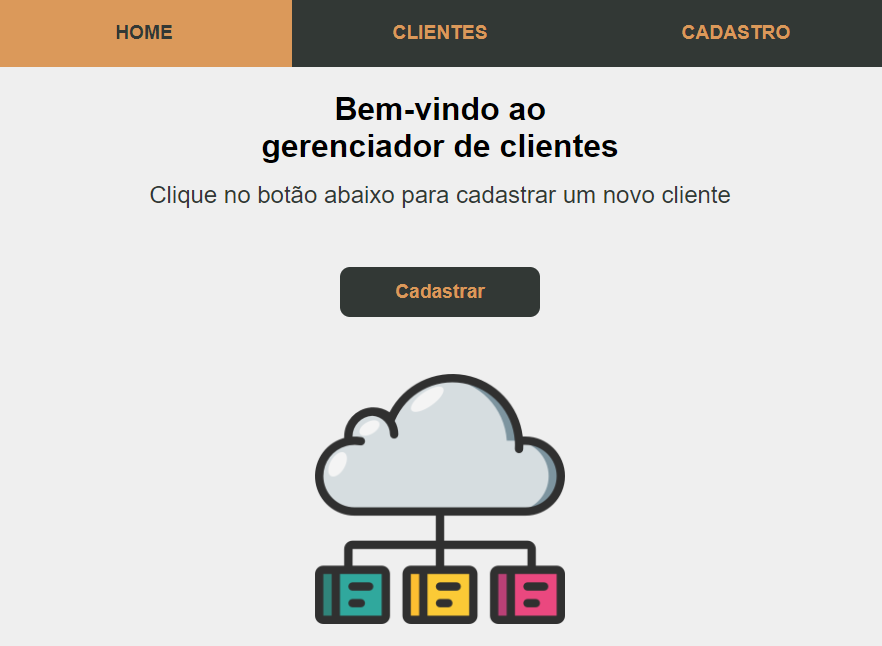 HOME CLIENTES CADASTRO
Bem-vindo ao
gerenciador de clientes
Clique no botão abaixo para cadastrar um novo cliente
Cadastrar